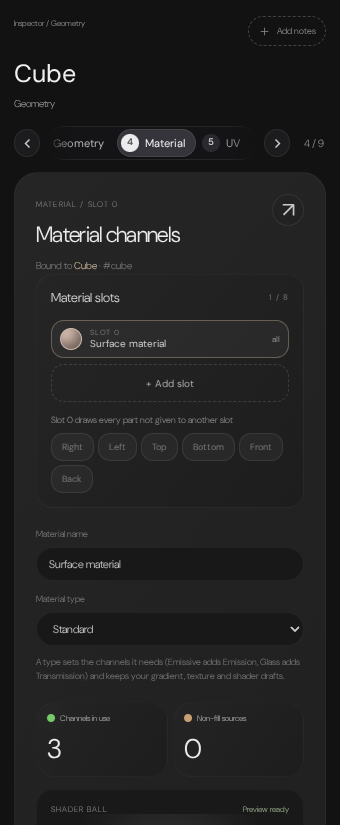 Inspector / Geometry
+ Add notes
Cube
Geometry
Geometry 4 Material 5 UV 4 / 9
MATERIAL / SLOT 0
Material channels
Bound to Cube · #cube
Material slots 1 / 8
SLOT 0
Surface material all
+ Add slot
Slot 0 draws every part not given to another slot
Right Left Top Bottom Front
Back
Material name
Surface material
Material type
Standard
A type sets the channels it needs (Emissive adds Emission, Glass adds
Transmission) and keeps your gradient, texture and shader drafts.
Channels in use Non-fill sources
3 0
SHADER BALL Preview ready